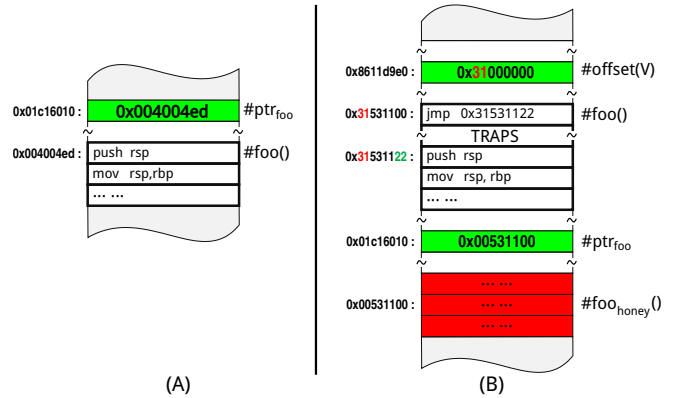 0x01c16010 : 0x004004ed #ptrfoo
0x004004ed : push rsp #foo()
mov rsp,rbp
... ...
(A)
0x8611d9e0 : 0x31000000 #offset(V)
0x31531100 : jmp 0x31531122 #foo()
TRAPS
0x31531122 : push rsp
mov rsp, rbp
... ...
0x01c16010 : 0x00531100 #ptrfoo
... ...
0x00531100 : ... ... #foohoney()
... ...
(B)